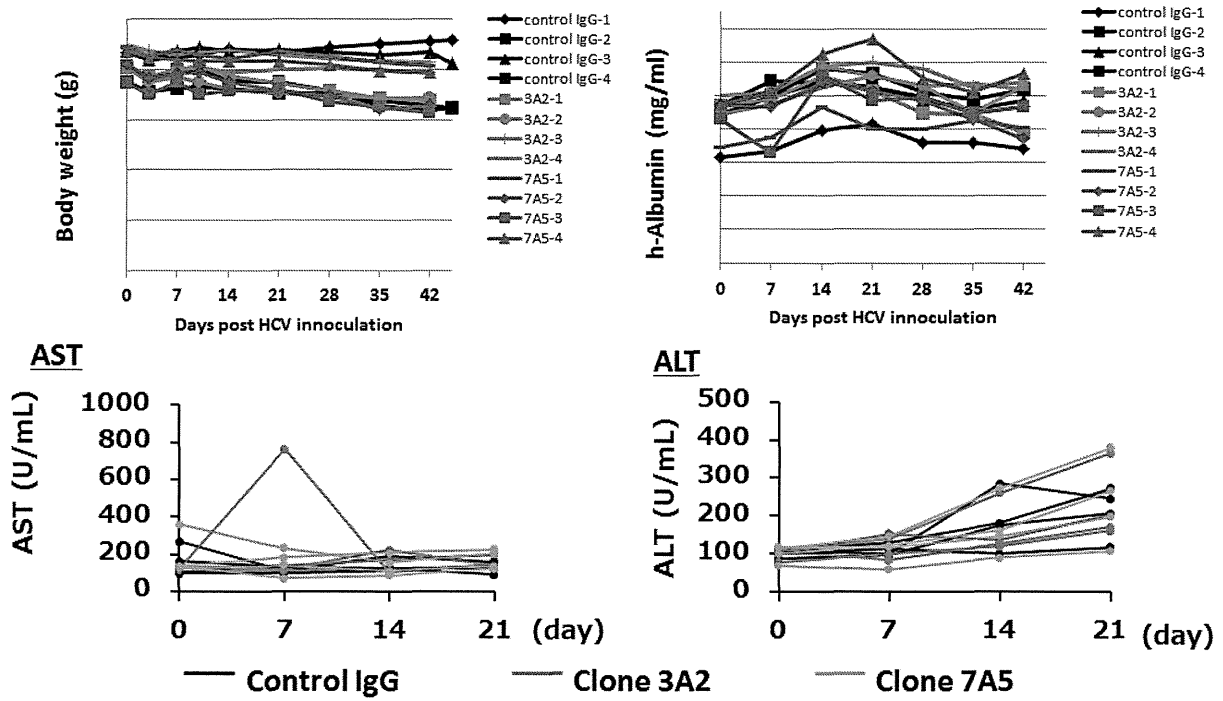 Body weight (g)
0 7 14 21 28 35 42
Days post HCV innoculation
control IgG-1
control IgG-2
control IgG-3
control IgG-4
3A2-1
3A2-2
3A2-3
3A2-4
7A5-1
7A5-2
7A5-3
7A5-4
h-Albumin (mg/ml)
0 7 14 21 28 35 42
Days post HCV innoculation
control IgG-1
control IgG-2
control IgG-3
control IgG-4
3A2-1
3A2-2
3A2-3
3A2-4
7A5-1
7A5-2
7A5-3
7A5-4
AST
AST (U/mL)
1000
800
600
400
200
0
0 7 14 21 (day)
ALT
ALT (U/mL)
500
400
300
200
100
0
0 7 14 21 (day)
Control IgG Clone 3A2 Clone 7A5